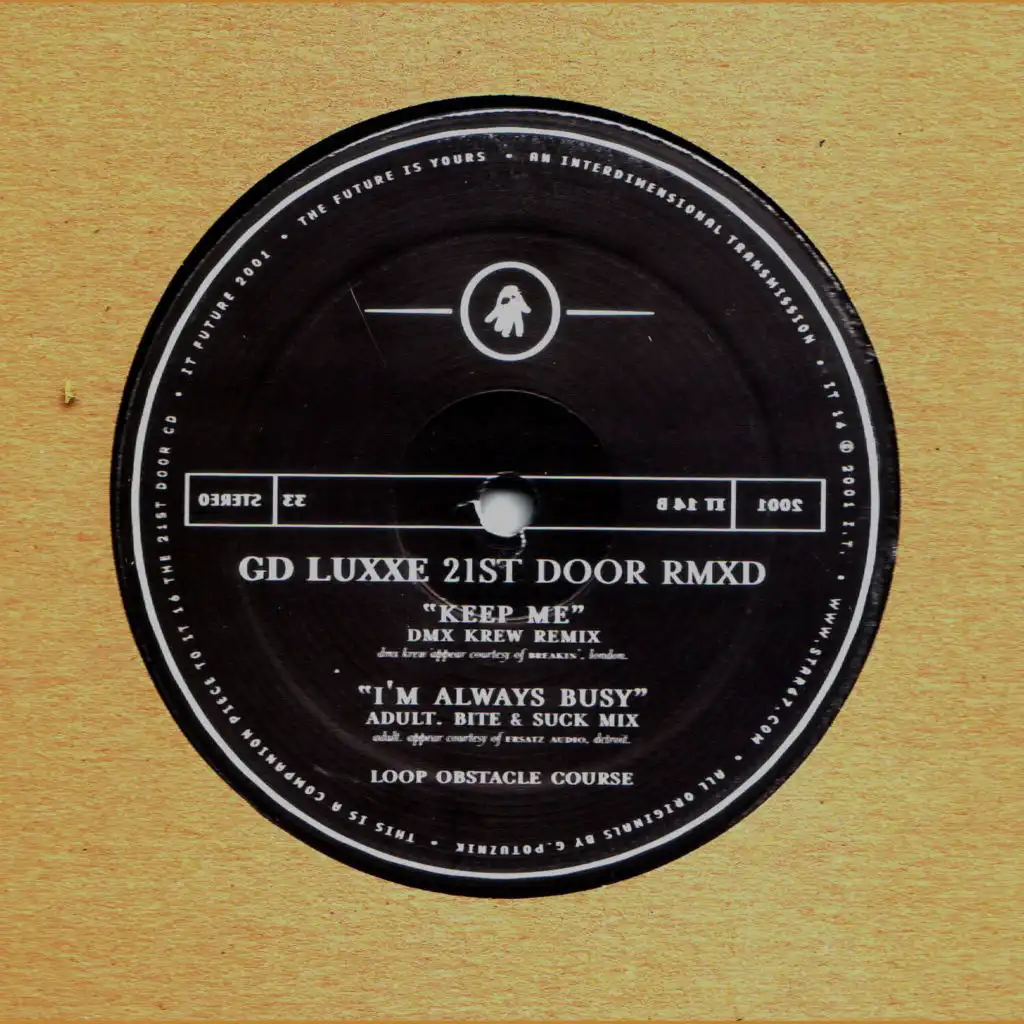 THE FUTURE IS YOURS • AN INTERDIMENSIONAL TRANSMISSION • IT 14 © 2001 I.T. • WWW.STAR67.COM • ALL ORIGINALS BY G.POTUZNIK • THIS IS A COMPANION PIECE TO IT 16 THE 21ST DOOR CD • IT FUTURE 2001 •
STEREO 33 IT 14 B 2001
GD LUXXE 21ST DOOR RMXD
"KEEP ME"
DMX KREW REMIX
dmx krew appear courtesy of BREAKIN', london.
"I'M ALWAYS BUSY"
ADULT. BITE & SUCK MIX
adult. appear courtesy of ERSATZ AUDIO, detroit.
LOOP OBSTACLE COURSE